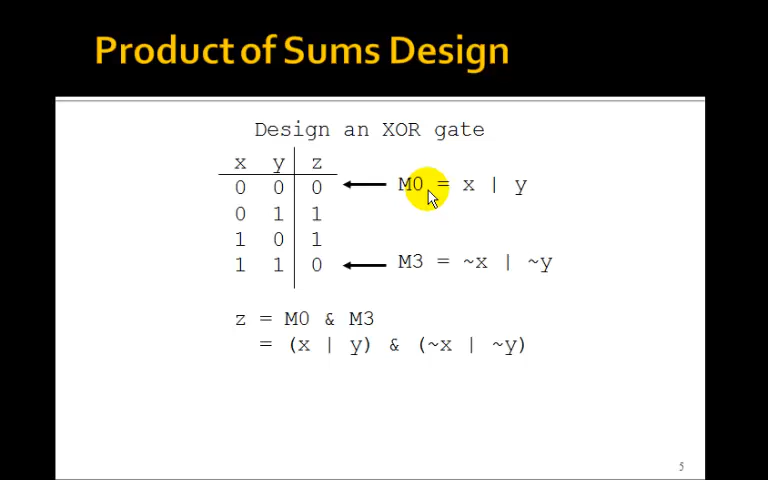 Product of Sums Design
Design an XOR gate
x y z
0 0 0 M0 = x | y
0 1 1
1 0 1
1 1 0 M3 = ~x | ~y
z = M0 & M3
= (x | y) & (~x | ~y)
5